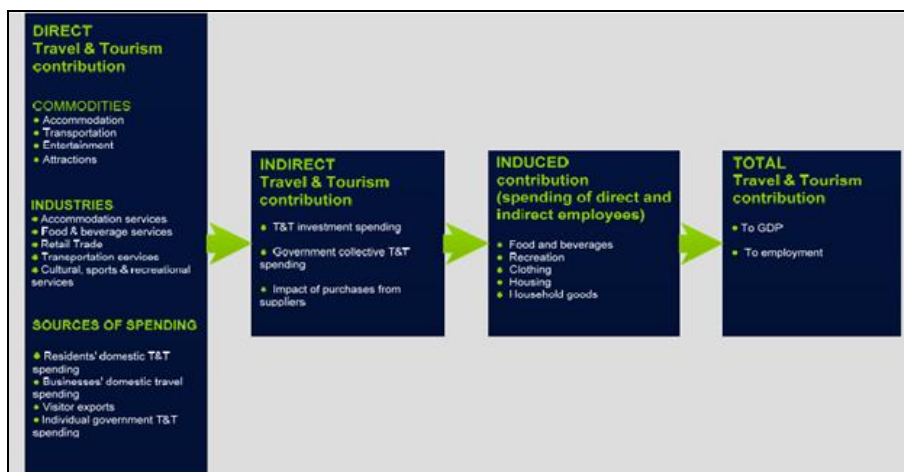 DIRECT
Travel & Tourism
contribution
COMMODITIES
• Accommodation
• Transportation
• Entertainment
• Attractions
INDUSTRIES
• Accommodation services
• Food & beverage services
• Retail Trade
• Transportation services
• Cultural, sports & recreational
services
SOURCES OF SPENDING
• Residents' domestic T&T
spending
• Businesses' domestic travel
spending
• Visitor exports
• Individual government T&T
spending
INDIRECT
Travel & Tourism
contribution
• T&T investment spending
• Government collective T&T
spending
• Impact of purchases from
suppliers
INDUCED
contribution
(spending of direct and
indirect employees)
• Food and beverages
• Recreation
• Clothing
• Housing
• Household goods
TOTAL
Travel & Tourism
contribution
• To GDP
• To employment